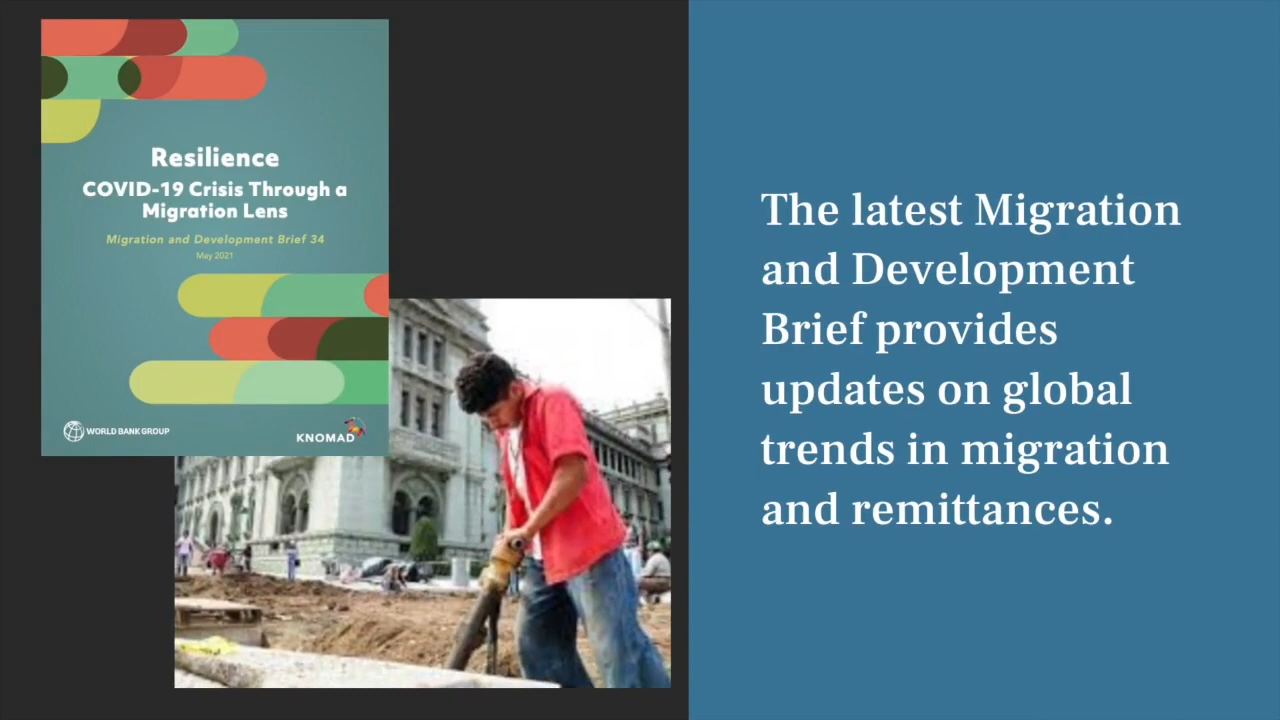 Resilience
COVID-19 Crisis Through a
Migration Lens
Migration and Development Brief 34
May 2021
WORLD BANK GROUP
KNOMAD
The latest Migration
and Development
Brief provides
updates on global
trends in migration
and remittances.